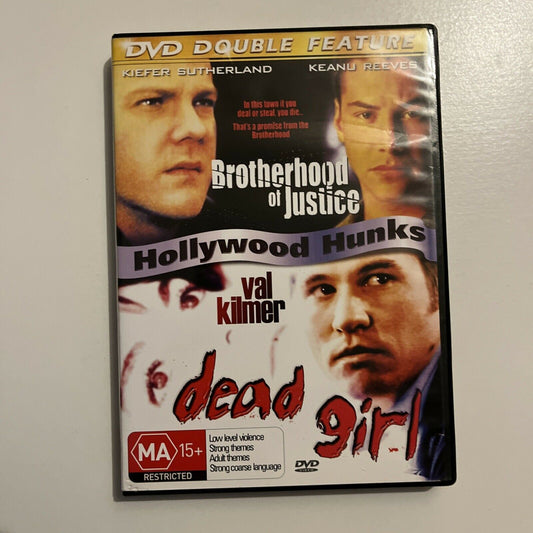 DVD DOUBLE FEATURE
KIEFER SUTHERLAND KEANU REEVES
In this town if you
deal or steal, you die...
That's a promise from the
Brotherhood
Brotherhood
of Justice
Hollywood Hunks
val
kilmer
dead girl
MA 15+
RESTRICTED
Low level violence
Strong themes
Adult themes
Strong coarse language
DVD
VIDEO